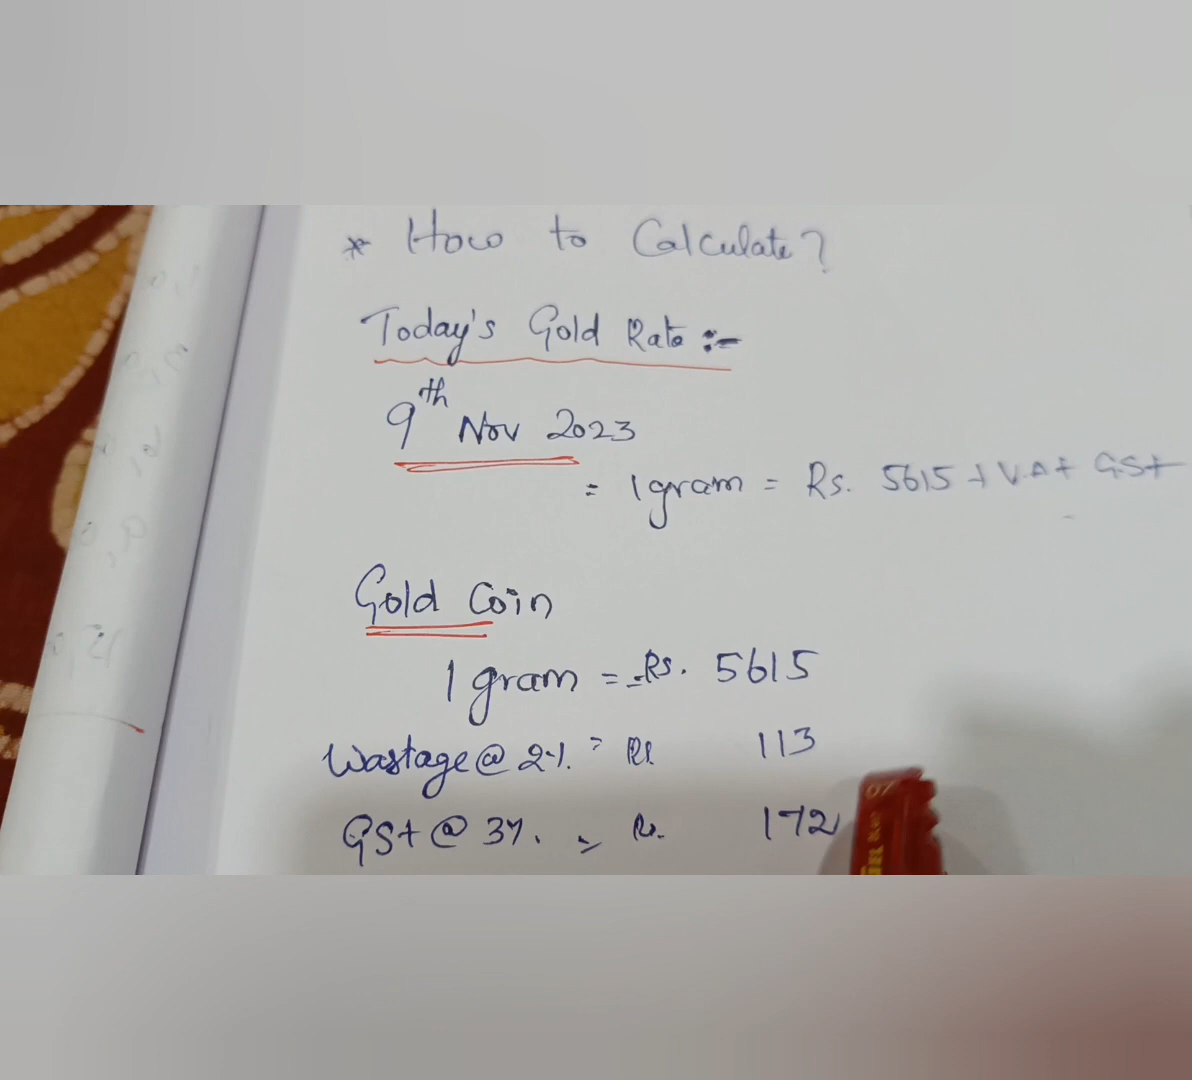 * How to Calculate?
Today's Gold Rate :-
9th Nov 2023
= 1 gram = Rs. 5615 + V.A + GSt
Gold Coin
1 gram = Rs. 5615
Wastage @ 2%. = Rs. 113
GSt @ 3%. = Rs. 172